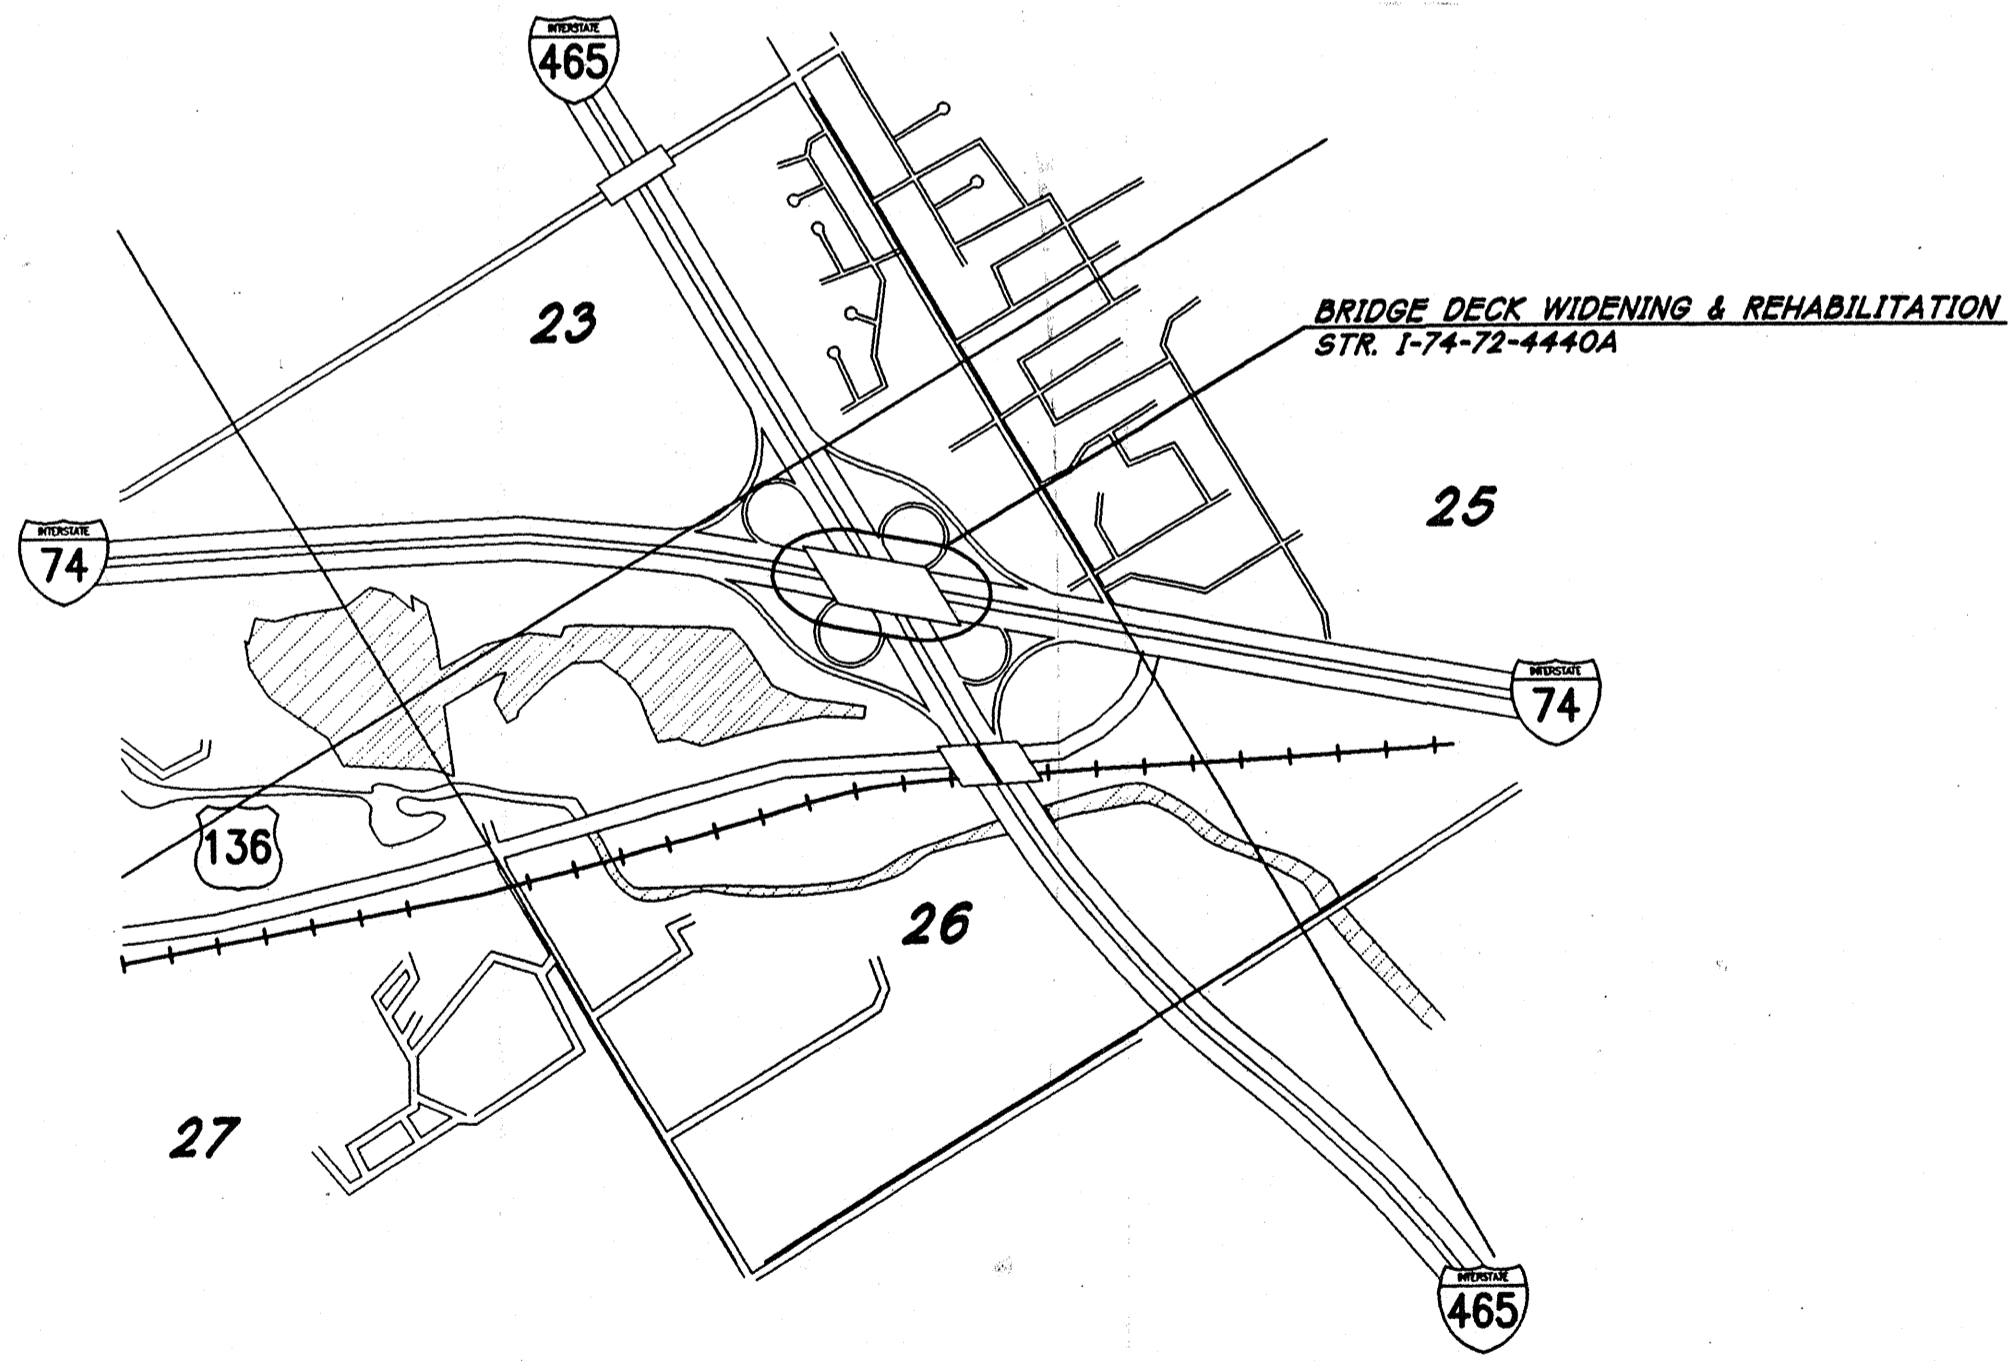 INTERSTATE
465
23
BRIDGE DECK WIDENING & REHABILITATION
STR. I-74-72-4440A
25
INTERSTATE
74
INTERSTATE
74
136
26
27
INTERSTATE
465